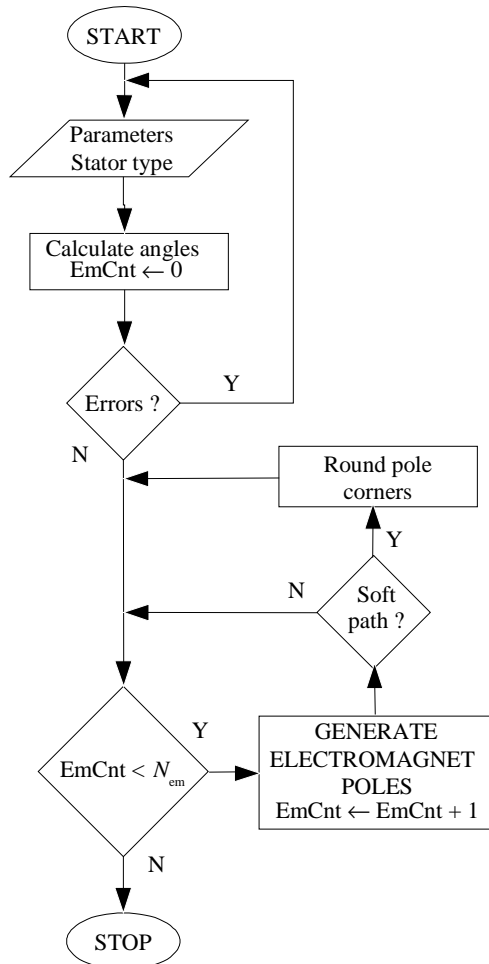 START
Parameters
Stator type
Calculate angles
EmCnt ← 0
Errors ?
Y
N
Round pole
corners
Y
Soft
path ?
N
EmCnt < Nem
Y
GENERATE
ELECTROMAGNET
POLES
EmCnt ← EmCnt + 1
N
STOP